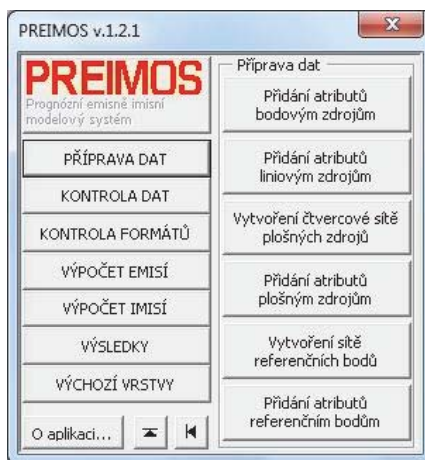 PREIMOS v.1.2.1
PREIMOS
Prognózní emisně imisní
modelový systém
PŘÍPRAVA DAT
KONTROLA DAT
KONTROLA FORMÁTŮ
VÝPOČET EMISÍ
VÝPOČET IMISÍ
VÝSLEDKY
VÝCHOZÍ VRSTVY
O aplikaci...
Příprava dat
Přidání atributů
bodovým zdrojům
Přidání atributů
liniovým zdrojům
Vytvoření čtvercové sítě
plošných zdrojů
Přidání atributů
plošným zdrojům
Vytvoření sítě
referenčních bodů
Přidání atributů
referenčním bodům